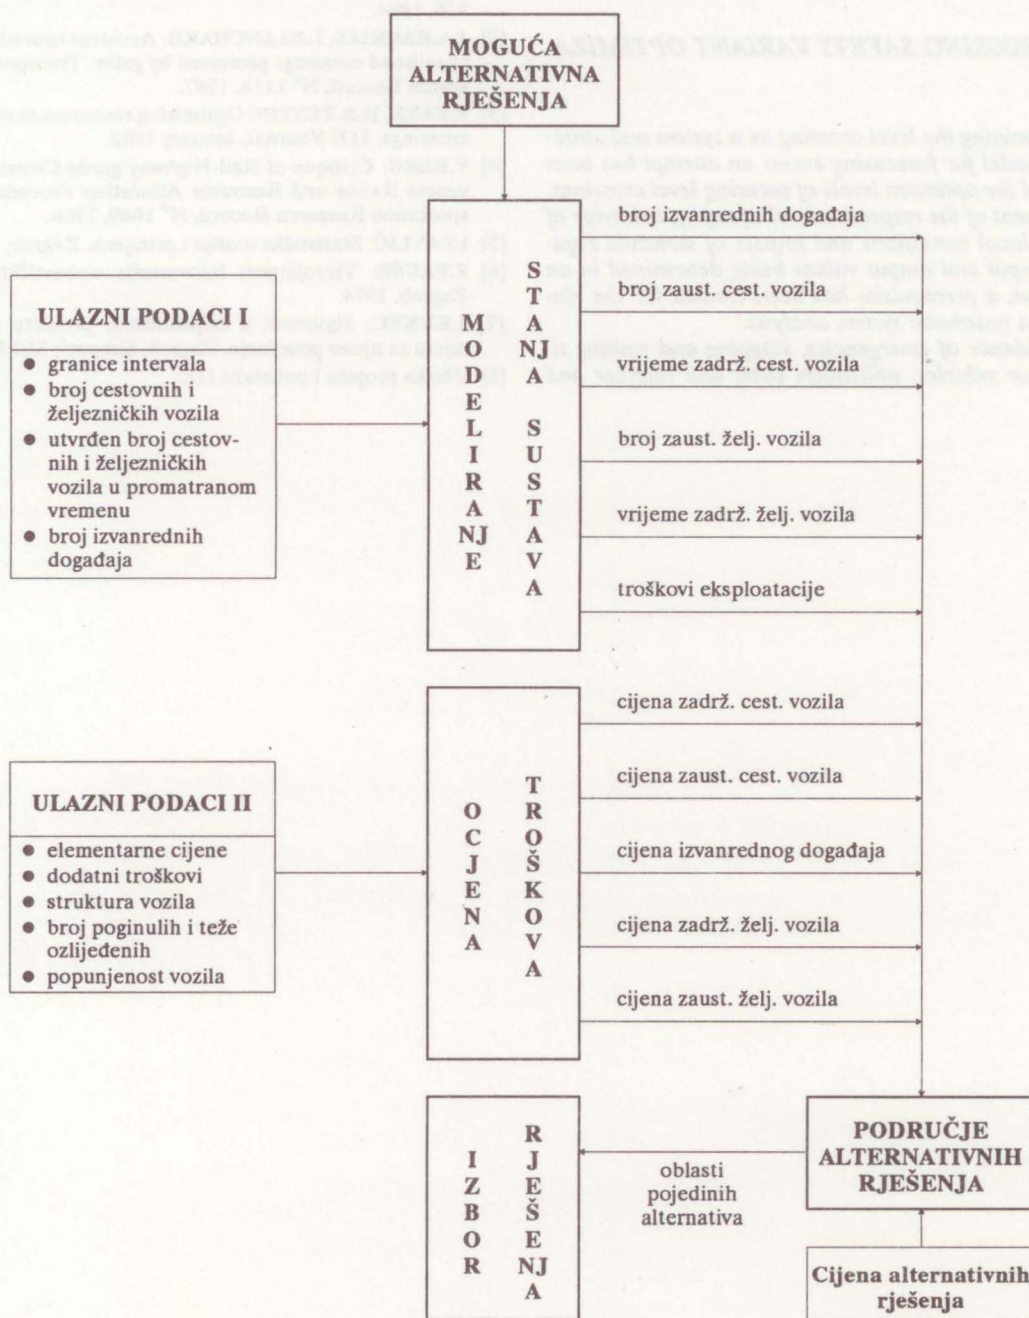 MOGUĆA
ALTERNATIVNA
RJEŠENJA
ULAZNI PODACI I
● granice intervala
● broj cestovnih i
željezničkih vozila
● utvrđen broj cestov-
nih i željezničkih
vozila u promatranom
vremenu
● broj izvanrednih
događaja
MODELIRANJE
STANJA SUSTAVA
broj izvanrednih događaja
broj zaust. cest. vozila
vrijeme zadrž. cest. vozila
broj zaust. želj. vozila
vrijeme zadrž. želj. vozila
troškovi eksploatacije
ULAZNI PODACI II
● elementarne cijene
● dodatni troškovi
● struktura vozila
● broj poginulih i teže
ozlijeđenih
● popunjenost vozila
OCJENA
TROŠKOVA
cijena zadrž. cest. vozila
cijena zaust. cest. vozila
cijena izvanrednog događaja
cijena zadrž. želj. vozila
cijena zaust. želj. vozila
IZBOR
RJEŠENJA
oblasti
pojedinih
alternativa
PODRUČJE
ALTERNATIVNIH
RJEŠENJA
Cijena alternativnih
rješenja